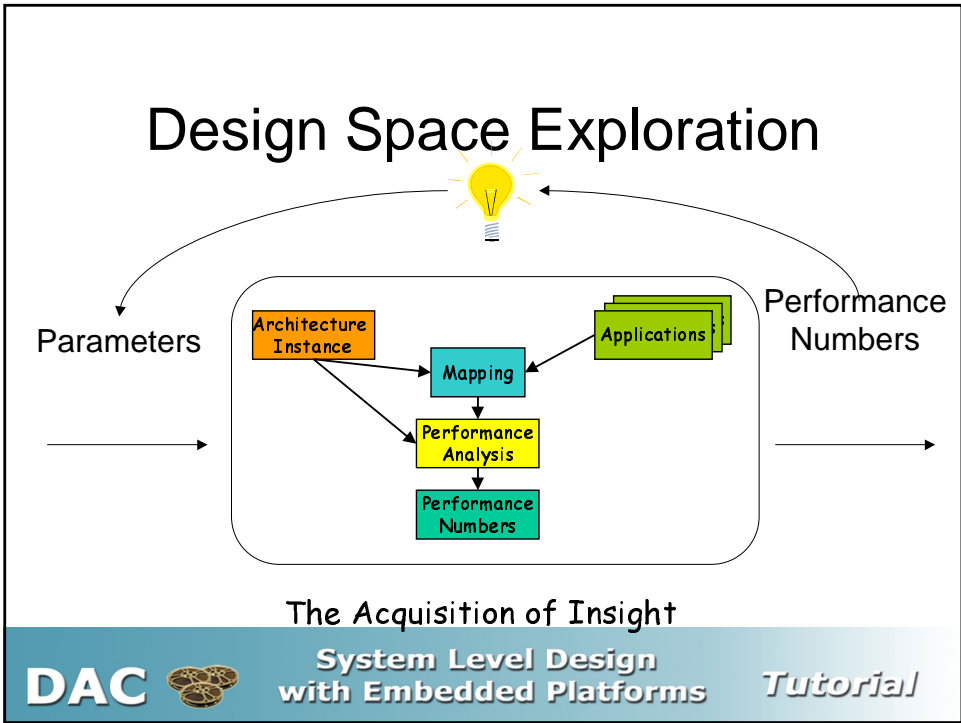 Design Space Exploration
Parameters
Performance
Numbers
Architecture
Instance
Applications
Mapping
Performance
Analysis
Performance
Numbers
The Acquisition of Insight
DAC
System Level Design
with Embedded Platforms
Tutorial